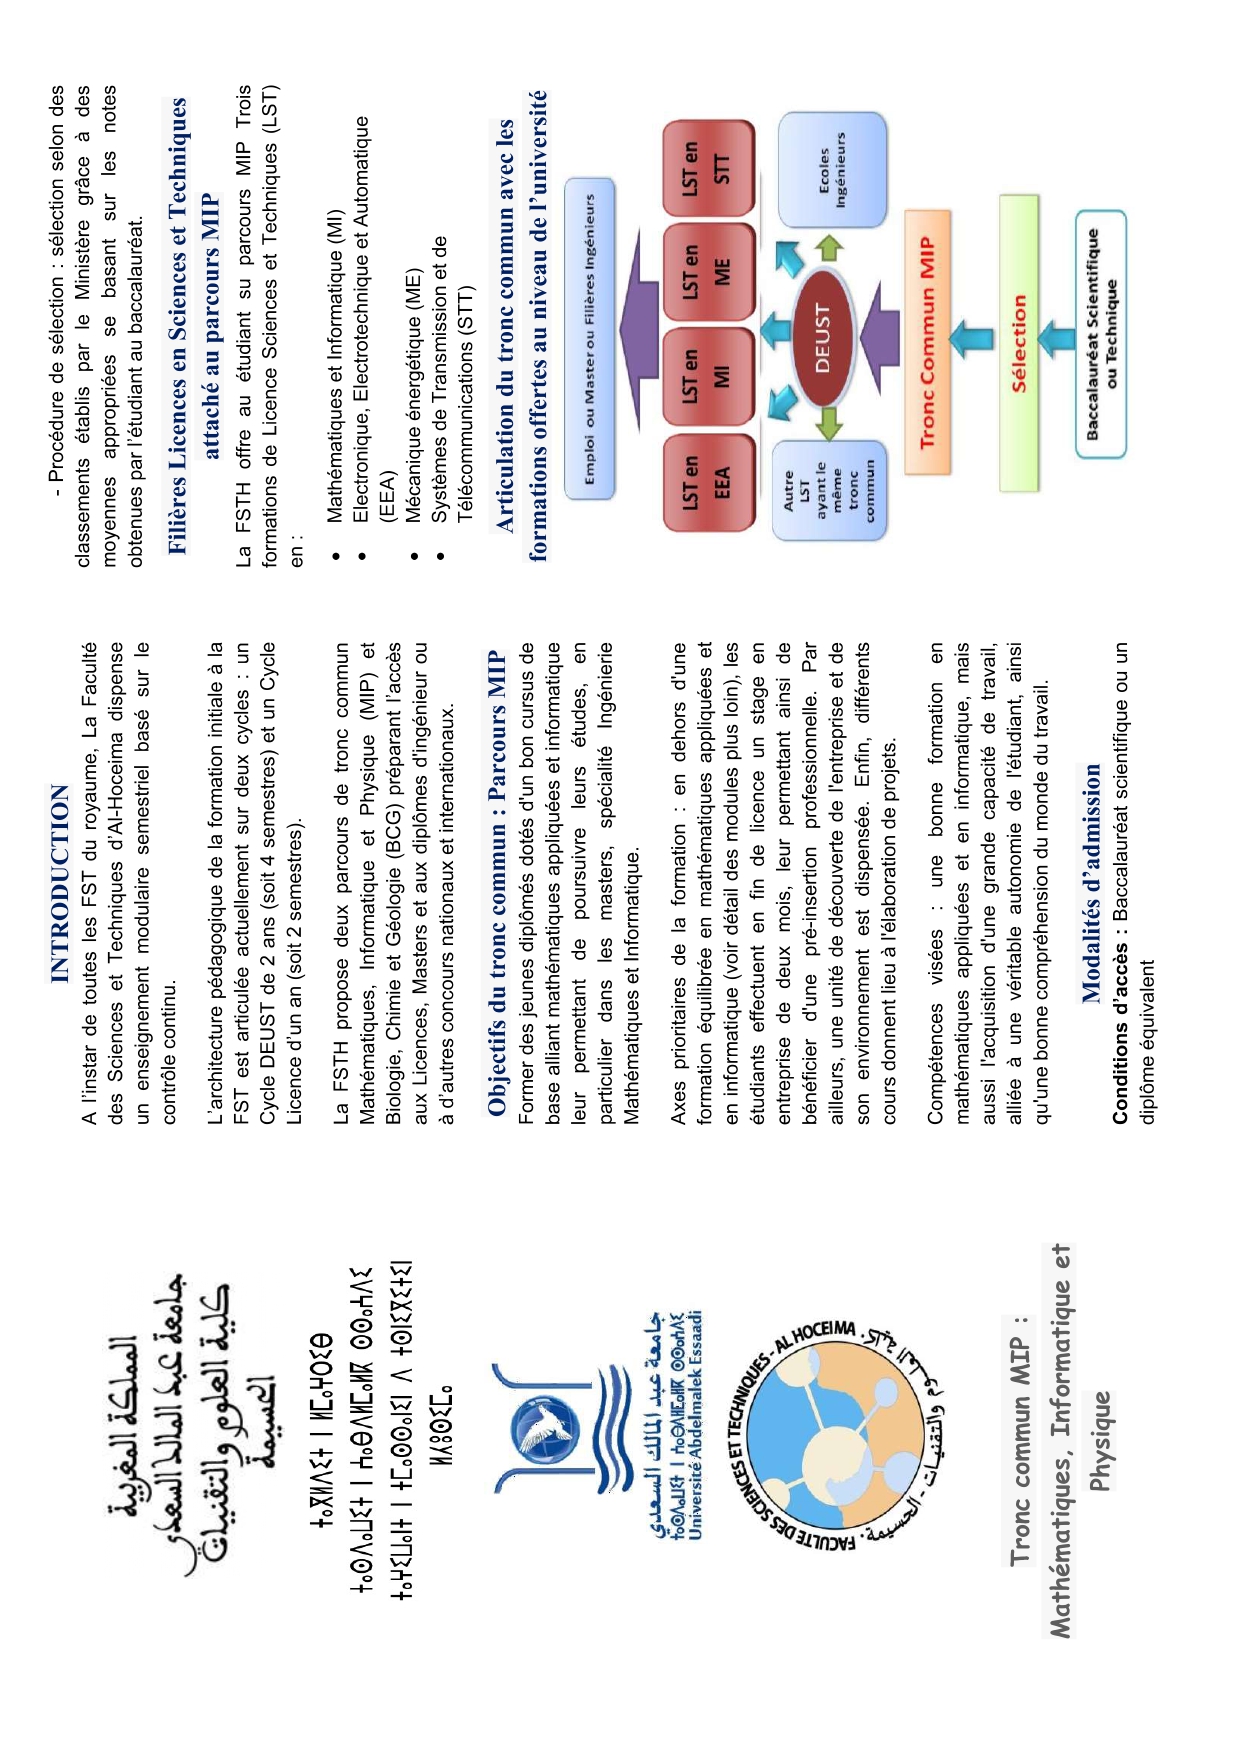 المملكة المغربية
جامعة عبد المالك السعدي
كلية العلوم والتقنيات
الحسيمة
ⵜⴰⴳⵍⴷⵉⵜ ⵏ ⵍⵎⴰⵖⵔⵉⴱ
ⵜⴰⵙⴷⴰⵡⵉⵜ ⵏ ⵄⴰⴱⴷⵍⵎⴰⵍⴽ ⵙⵙⴰⵄⴷⵉ
ⵜⴰⵖⵉⵡⴰⵏⵜ ⵏ ⵜⵎⴰⵙⵙⴰⵏⵉⵏ ⴷ ⵜⵙⵏⵉⴳⵉⵜⵉⵏ
ⵍⵃⵓⵙⵉⵎⴰ
جامعة عبد المالك السعدي
ⵜⴰⵙⴷⴰⵡⵉⵜ ⵏ ⵄⴰⴱⴷⵍⵎⴰⵍⴽ ⵙⵙⴰⵄⴷⵉ
Université Abdelmalek Essaadi
FACULTE DES SCIENCES ET TECHNIQUES - AL HOCEIMA
كلية العلوم والتقنيات - الحسيمة
Tronc commun MIP :
Mathématiques, Informatique et
Physique
INTRODUCTION
A l’instar de toutes les FST du royaume, La Faculté
des Sciences et Techniques d’Al-Hoceima dispense
un enseignement modulaire semestriel basé sur le
contrôle continu.
L’architecture pédagogique de la formation initiale à la
FST est articulée actuellement sur deux cycles : un
Cycle DEUST de 2 ans (soit 4 semestres) et un Cycle
Licence d’un an (soit 2 semestres).
La FSTH propose deux parcours de tronc commun
Mathématiques, Informatique et Physique (MIP) et
Biologie, Chimie et Géologie (BCG) préparant l’accès
aux Licences, Masters et aux diplômes d'ingénieur ou
à d’autres concours nationaux et internationaux.
Objectifs du tronc commun : Parcours MIP
Former des jeunes diplômés dotés d'un bon cursus de
base alliant mathématiques appliquées et informatique
leur permettant de poursuivre leurs études, en
particulier dans les masters, spécialité Ingénierie
Mathématiques et Informatique.
Axes prioritaires de la formation : en dehors d'une
formation équilibrée en mathématiques appliquées et
en informatique (voir détail des modules plus loin), les
étudiants effectuent en fin de licence un stage en
entreprise de deux mois, leur permettant ainsi de
bénéficier d'une pré-insertion professionnelle. Par
ailleurs, une unité de découverte de l'entreprise et de
son environnement est dispensée. Enfin, différents
cours donnent lieu à l'élaboration de projets.
Compétences visées : une bonne formation en
mathématiques appliquées et en informatique, mais
aussi l'acquisition d'une grande capacité de travail,
alliée à une véritable autonomie de l'étudiant, ainsi
qu'une bonne compréhension du monde du travail.
Modalités d’admission
Conditions d’accès : Baccalauréat scientifique ou un
diplôme équivalent
- Procédure de sélection : sélection selon des
classements établis par le Ministère grâce à des
moyennes appropriées se basant sur les notes
obtenues par l’étudiant au baccalauréat.
Filières Licences en Sciences et Techniques
attaché au parcours MIP
La FSTH offre au étudiant su parcours MIP Trois
formations de Licence Sciences et Techniques (LST)
en :
• Mathématiques et Informatique (MI)
• Electronique, Electrotechnique et Automatique
(EEA)
• Mécanique énergétique (ME)
• Systèmes de Transmission et de
Télécommunications (STT)
Articulation du tronc commun avec les
formations offertes au niveau de l’université
Emploi ou Master ou Filières Ingénieurs
LST en
EEA
LST en
MI
LST en
ME
LST en
STT
Autre
LST
ayant le
même
tronc
commun
DEUST
Ecoles
Ingénieurs
Tronc Commun MIP
Sélection
Baccalauréat Scientifique
ou Technique